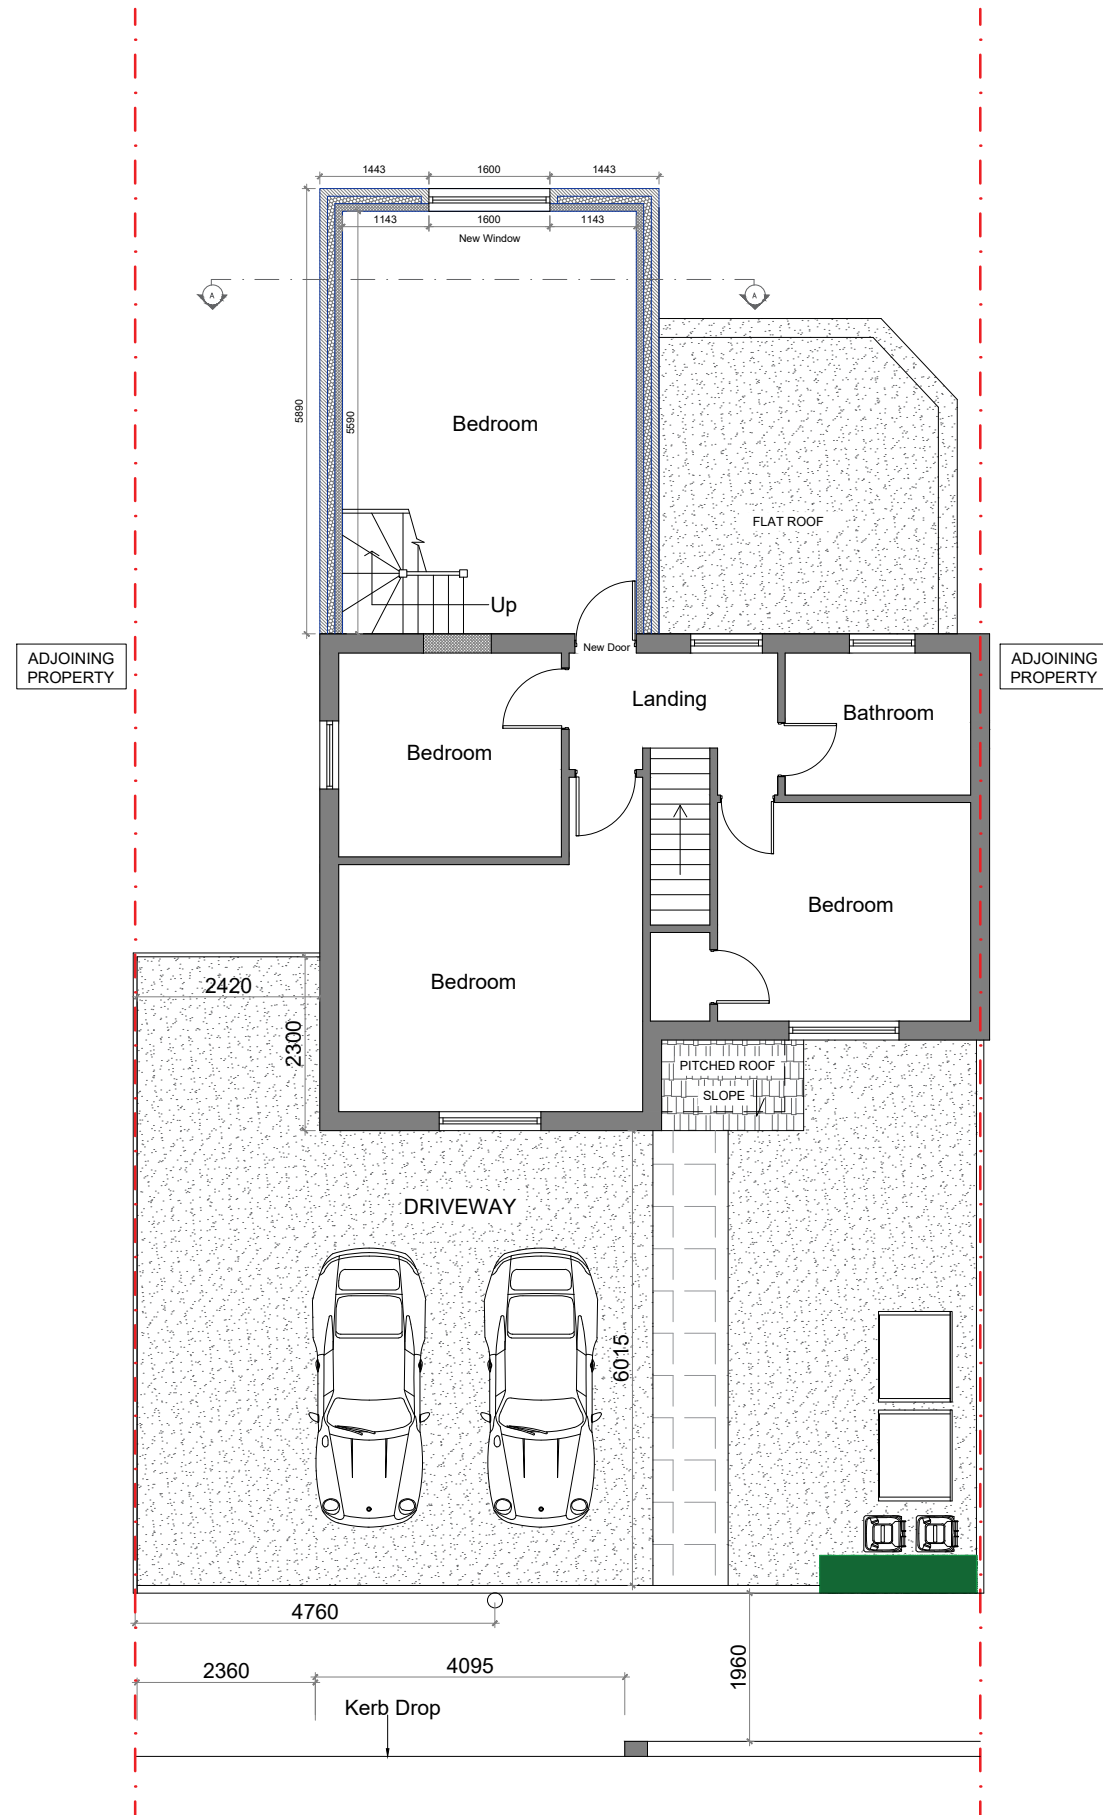 1443
1600
1443
1143
1600
1143
New Window
A
A
5890
5590
Bedroom
FLAT ROOF
Up
New Door
ADJOINING
PROPERTY
ADJOINING
PROPERTY
Landing
Bathroom
Bedroom
Bedroom
Bedroom
2420
2300
PITCHED ROOF
SLOPE
DRIVEWAY
6015
4760
2360
4095
1960
Kerb Drop